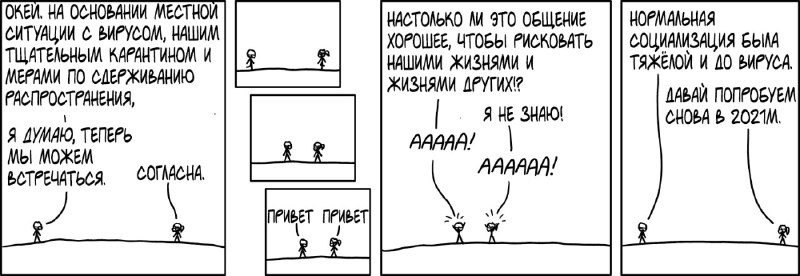 ОКЕЙ. НА ОСНОВАНИИ МЕСТНОЙ
СИТУАЦИИ С ВИРУСОМ, НАШИМ
ТЩАТЕЛЬНЫМ КАРАНТИНОМ И
МЕРАМИ ПО СДЕРЖИВАНИЮ
РАСПРОСТРАНЕНИЯ,
Я ДУМАЮ, ТЕПЕРЬ
МЫ МОЖЕМ
ВСТРЕЧАТЬСЯ.
СОГЛАСНА.
ПРИВЕТ
ПРИВЕТ
НАСТОЛЬКО ЛИ ЭТО ОБЩЕНИЕ
ХОРОШЕЕ, ЧТОБЫ РИСКОВАТЬ
НАШИМИ ЖИЗНЯМИ И
ЖИЗНЯМИ ДРУГИХ!?
Я НЕ ЗНАЮ!
ААААА!
АААААА!
НОРМАЛЬНАЯ
СОЦИАЛИЗАЦИЯ БЫЛА
ТЯЖЁЛОЙ И ДО ВИРУСА.
ДАВАЙ ПОПРОБУЕМ
СНОВА В 2021М.